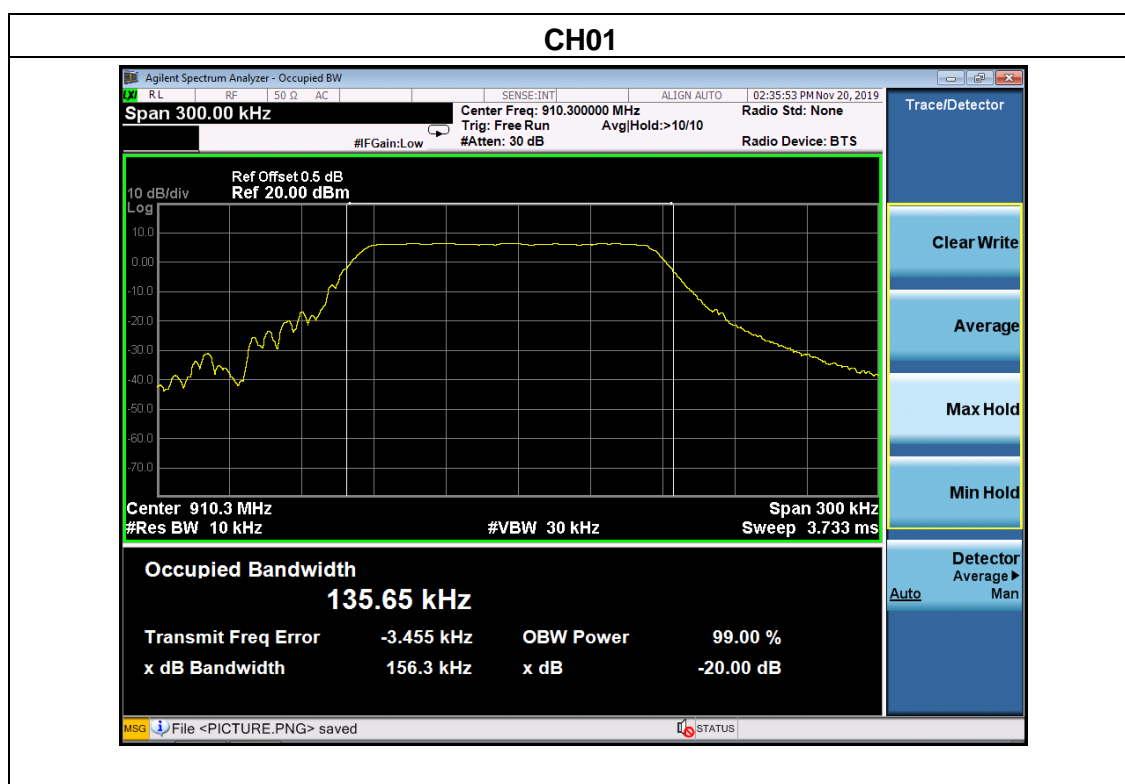 CH01
Agilent Spectrum Analyzer - Occupied BW
LXI RL RF 50 Ω AC SENSE:INT ALIGN AUTO 02:35:53 PM Nov 20, 2019
Span 300.00 kHz
Center Freq: 910.300000 MHz Radio Std: None
Trig: Free Run Avg|Hold:>10/10
#IFGain:Low #Atten: 30 dB Radio Device: BTS
Trace/Detector
Ref Offset 0.5 dB
10 dB/div Ref 20.00 dBm
Log
10.0
0.00
-10.0
-20.0
-30.0
-40.0
-50.0
-60.0
-70.0
Center 910.3 MHz Span 300 kHz
#Res BW 10 kHz #VBW 30 kHz Sweep 3.733 ms
Clear Write
Average
Max Hold
Min Hold
Detector
Average▶
Auto Man
Occupied Bandwidth
135.65 kHz
Transmit Freq Error -3.455 kHz OBW Power 99.00 %
x dB Bandwidth 156.3 kHz x dB -20.00 dB
MSG File <PICTURE.PNG> saved STATUS